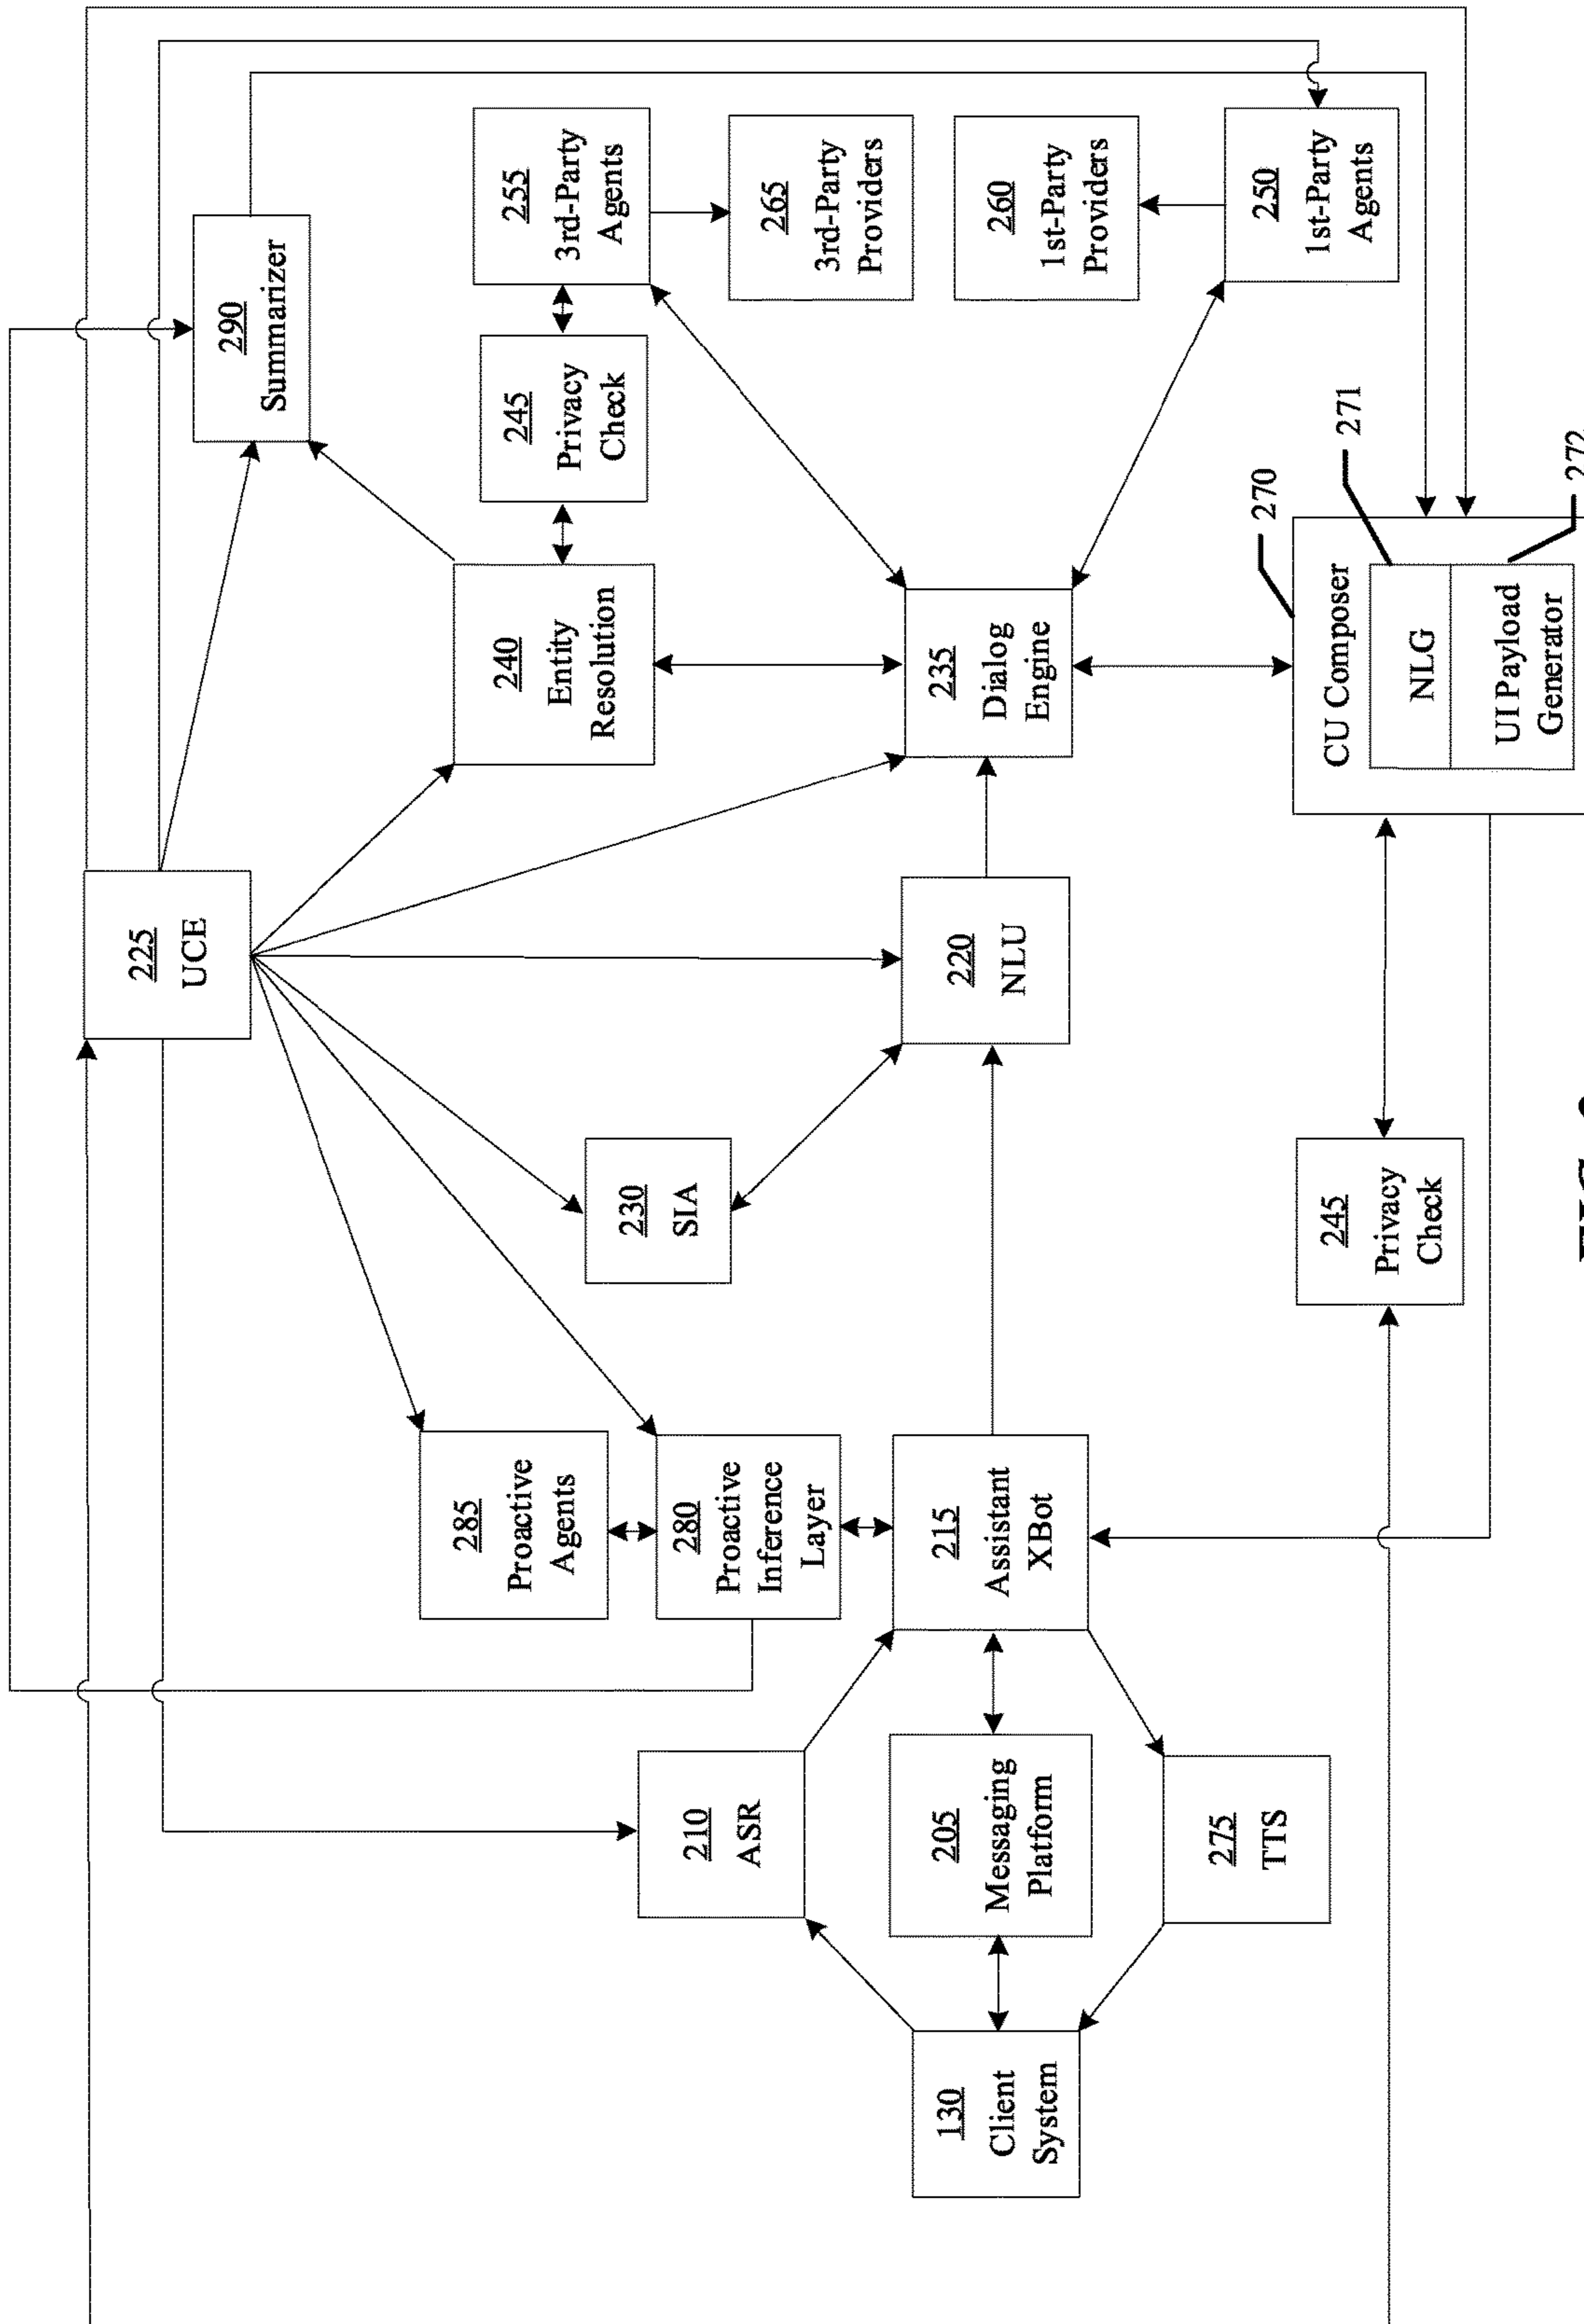 225
UCE
290
Summarizer
285
Proactive
Agents
240
Entity
Resolution
245
Privacy
Check
255
3rd-Party
Agents
210
ASR
280
Proactive
Inference
Layer
230
SIA
265
3rd-Party
Providers
130
Client
System
205
Messaging
Platform
215
Assistant
XBot
220
NLU
235
Dialog
Engine
260
1st-Party
Providers
275
TTS
245
Privacy
Check
270
CU Composer
271
NLG
UI Payload
Generator
272
250
1st-Party
Agents